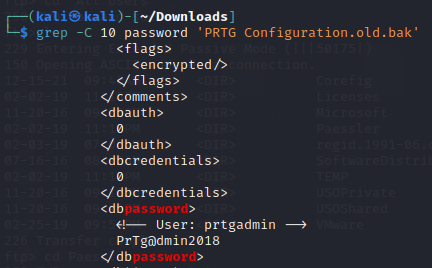 ┌──(kali㉿kali)-[~/Downloads]
└─$ grep -C 10 password 'PRTG Configuration.old.bak'
<flags>
<encrypted/>
</flags>
</comments>
<dbauth>
0
</dbauth>
<dbcredentials>
0
</dbcredentials>
<dbpassword>
<!-- User: prtgadmin -->
PrTg@dmin2018
</dbpassword>